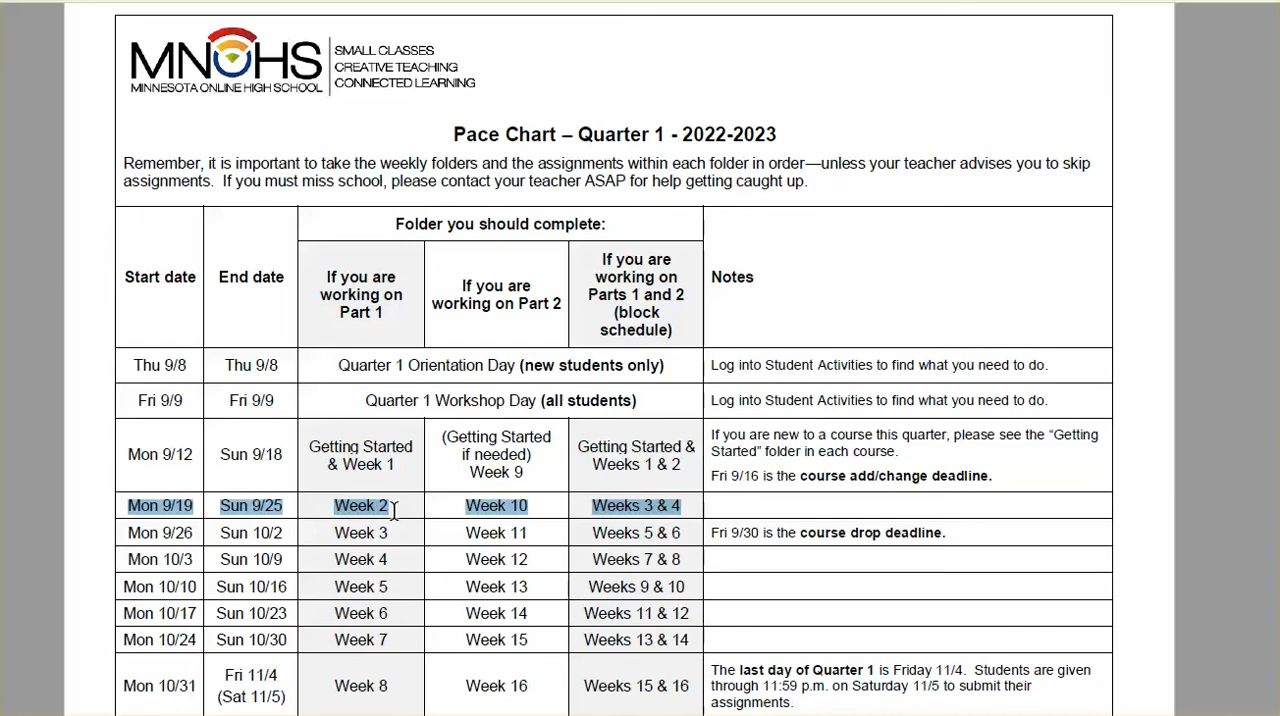 MNOHS
MINNESOTA ONLINE HIGH SCHOOL
SMALL CLASSES
CREATIVE TEACHING
CONNECTED LEARNING
Pace Chart – Quarter 1 - 2022-2023
Remember, it is important to take the weekly folders and the assignments within each folder in order—unless your teacher advises you to skip
assignments. If you must miss school, please contact your teacher ASAP for help getting caught up.
Folder you should complete:
Start date
End date
If you are
working on
Part 1
If you are
working on Part 2
If you are
working on
Parts 1 and 2
(block
schedule)
Notes
Thu 9/8 Thu 9/8 Quarter 1 Orientation Day (new students only) Log into Student Activities to find what you need to do.
Fri 9/9 Fri 9/9 Quarter 1 Workshop Day (all students) Log into Student Activities to find what you need to do.
Mon 9/12
Sun 9/18
Getting Started
& Week 1
(Getting Started
if needed)
Week 9
Getting Started &
Weeks 1 & 2
If you are new to a course this quarter, please see the “Getting
Started” folder in each course.
Fri 9/16 is the course add/change deadline.
Mon 9/19 Sun 9/25 Week 2 Week 10 Weeks 3 & 4
Mon 9/26 Sun 10/2 Week 3 Week 11 Weeks 5 & 6 Fri 9/30 is the course drop deadline.
Mon 10/3 Sun 10/9 Week 4 Week 12 Weeks 7 & 8
Mon 10/10 Sun 10/16 Week 5 Week 13 Weeks 9 & 10
Mon 10/17 Sun 10/23 Week 6 Week 14 Weeks 11 & 12
Mon 10/24 Sun 10/30 Week 7 Week 15 Weeks 13 & 14
Mon 10/31
Fri 11/4
(Sat 11/5)
Week 8
Week 16
Weeks 15 & 16
The last day of Quarter 1 is Friday 11/4. Students are given
through 11:59 p.m. on Saturday 11/5 to submit their
assignments.